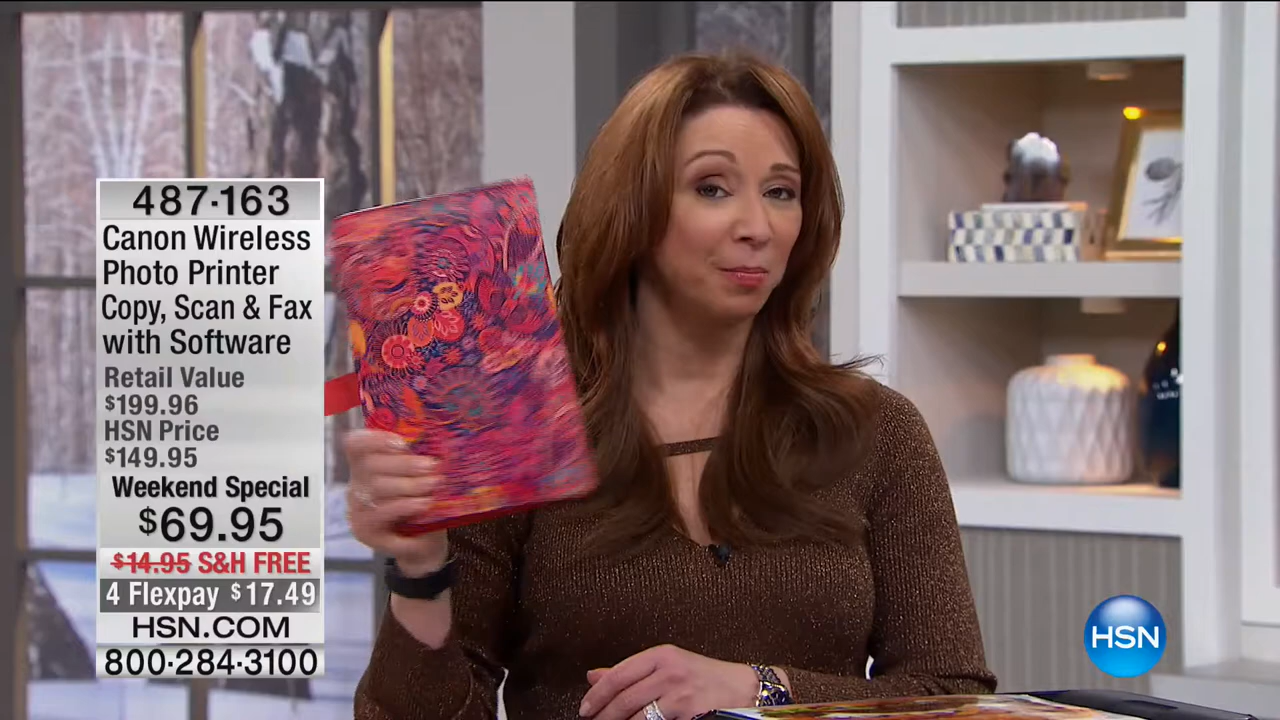 487·163
Canon Wireless
Photo Printer
Copy, Scan & Fax
with Software
Retail Value
$199.96
HSN Price
$149.95
Weekend Special
$69.95
$14.95 S&H FREE
4 Flexpay $17.49
HSN.COM
800·284·3100
HSN